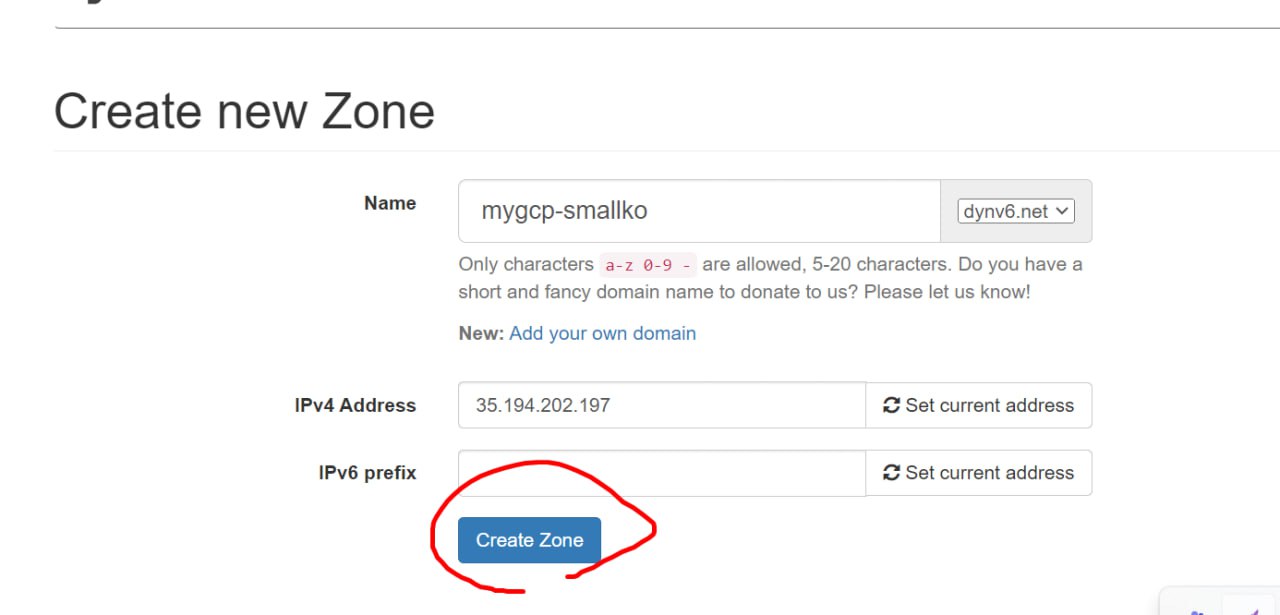 Create new Zone
Name
mygcp-smallko
dynv6.net
Only characters a-z 0-9 - are allowed, 5-20 characters. Do you have a
short and fancy domain name to donate to us? Please let us know!
New: Add your own domain
IPv4 Address
35.194.202.197
Set current address
IPv6 prefix
Set current address
Create Zone